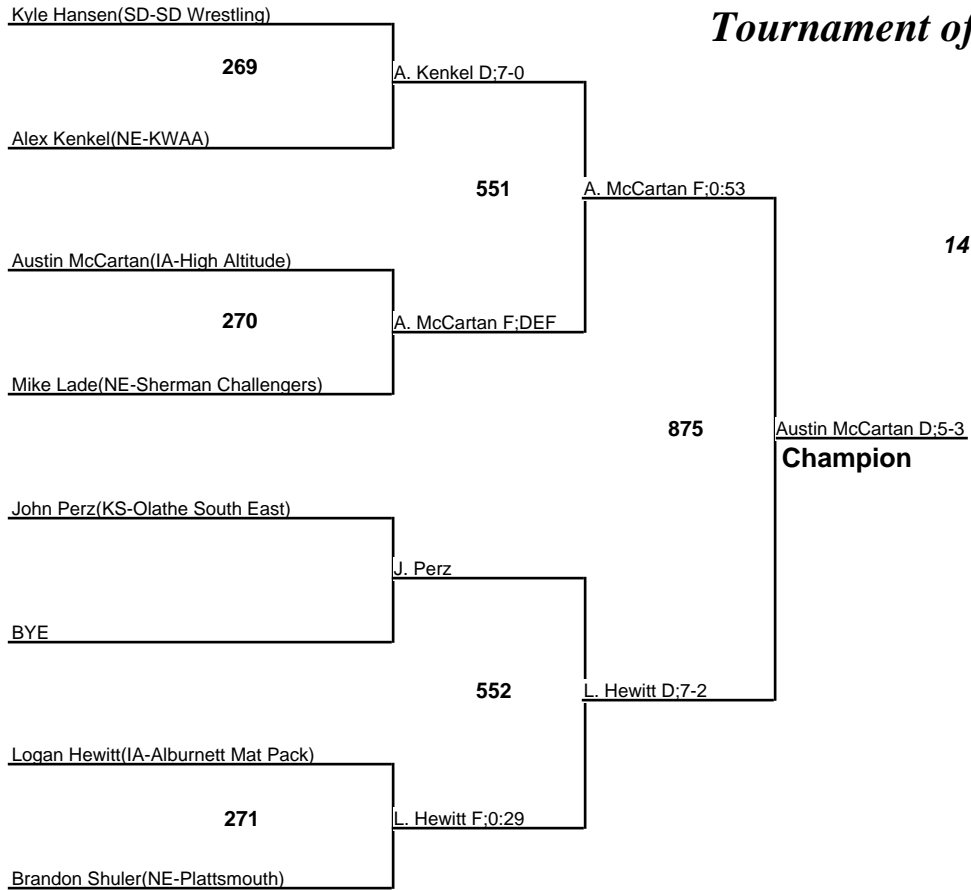 Kyle Hansen(SD-SD Wrestling)
Tournament of
269
A. Kenkel D;7-0
Alex Kenkel(NE-KWAA)
551
A. McCartan F;0:53
14
Austin McCartan(IA-High Altitude)
270
A. McCartan F;DEF
Mike Lade(NE-Sherman Challengers)
875
Austin McCartan D;5-3
Champion
John Perz(KS-Olathe South East)
J. Perz
BYE
552
L. Hewitt D;7-2
Logan Hewitt(IA-Alburnett Mat Pack)
271
L. Hewitt F;0:29
Brandon Shuler(NE-Plattsmouth)